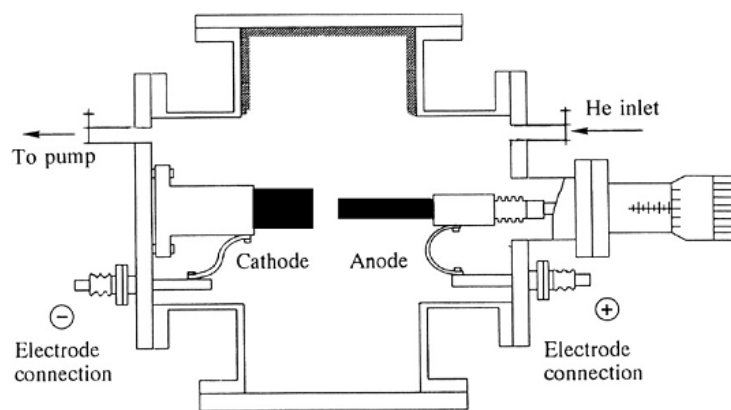 He inlet
To pump
Cathode
Anode
−
+
Electrode
connection
Electrode
connection